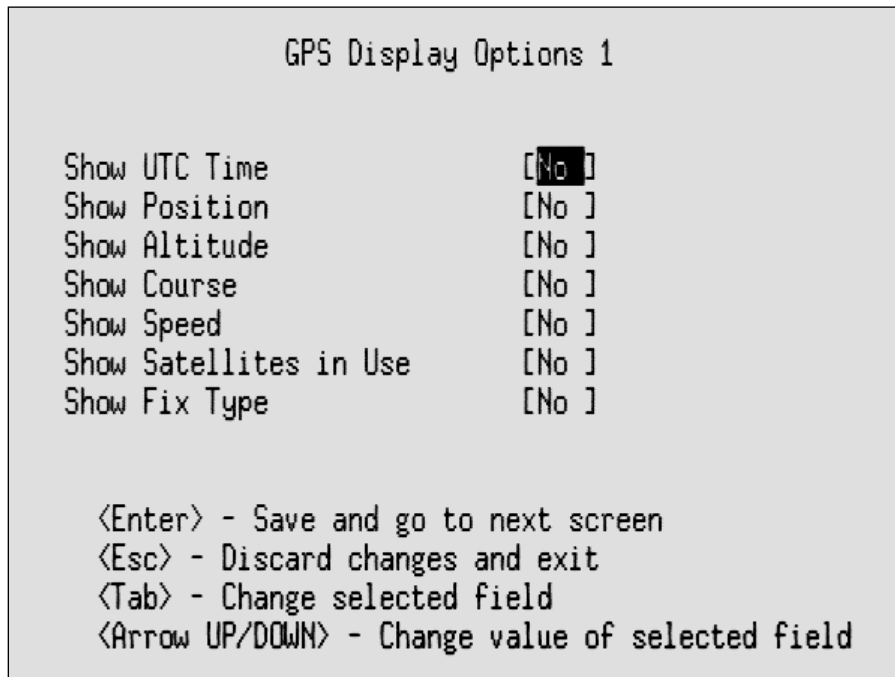 GPS Display Options 1
Show UTC Time [No ]
Show Position [No ]
Show Altitude [No ]
Show Course [No ]
Show Speed [No ]
Show Satellites in Use [No ]
Show Fix Type [No ]
<Enter> - Save and go to next screen
<Esc> - Discard changes and exit
<Tab> - Change selected field
<Arrow UP/DOWN> - Change value of selected field